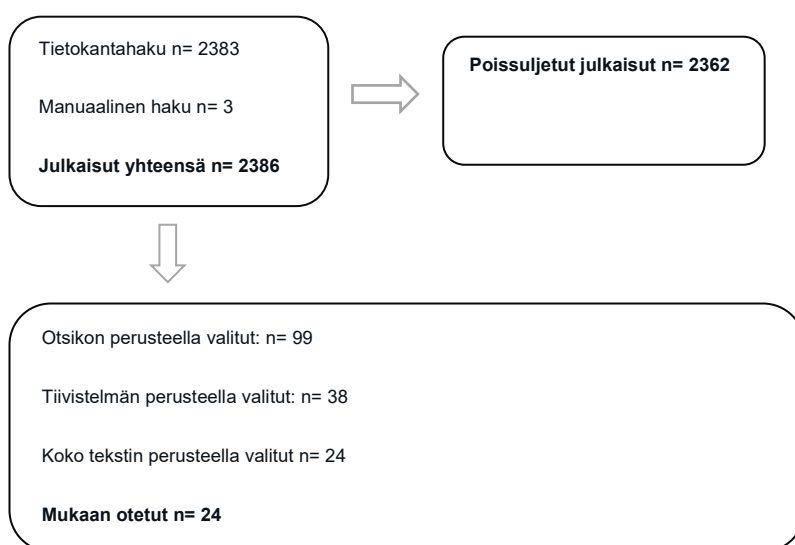 Tietokantahaku n= 2383
Manuaalinen haku n= 3
Julkaisut yhteensä n= 2386
Poissuljetut julkaisut n= 2362
Otsikon perusteella valitut: n= 99
Tiivistelmän perusteella valitut: n= 38
Koko tekstin perusteella valitut n= 24
Mukaan otetut n= 24